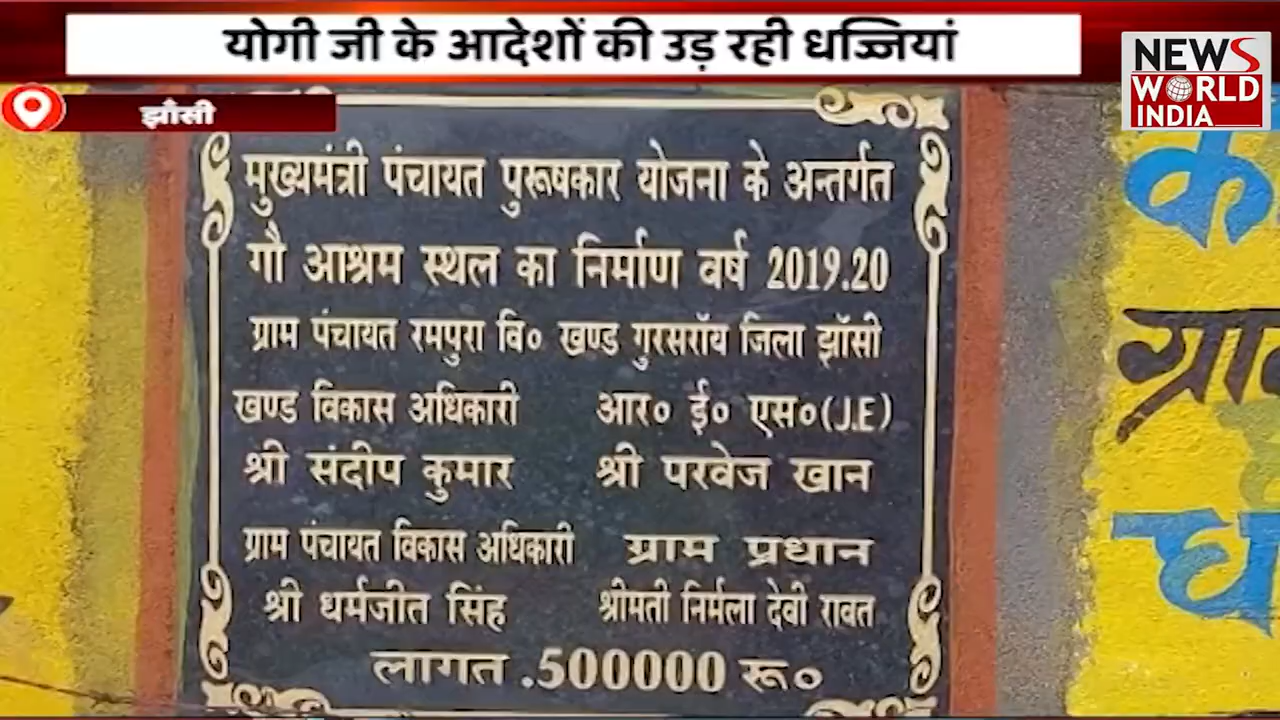 योगी जी के आदेशों की उड़ रही धज्जियां
NEWS
WORLD
INDIA
झाँसी
मुख्यमंत्री पंचायत पुरूषकार योजना के अन्तर्गत
गौ आश्रम स्थल का निर्माण वर्ष 2019.20
ग्राम पंचायत रमपुरा वि० खण्ड गुरसरॉय जिला झॉसी
खण्ड विकास अधिकारी आर० ई० एस०(J.E)
श्री संदीप कुमार श्री परवेज खान
ग्राम पंचायत विकास अधिकारी ग्राम प्रधान
श्री धर्मजीत सिंह श्रीमती निर्मला देवी रावत
लागत .500000 रू०